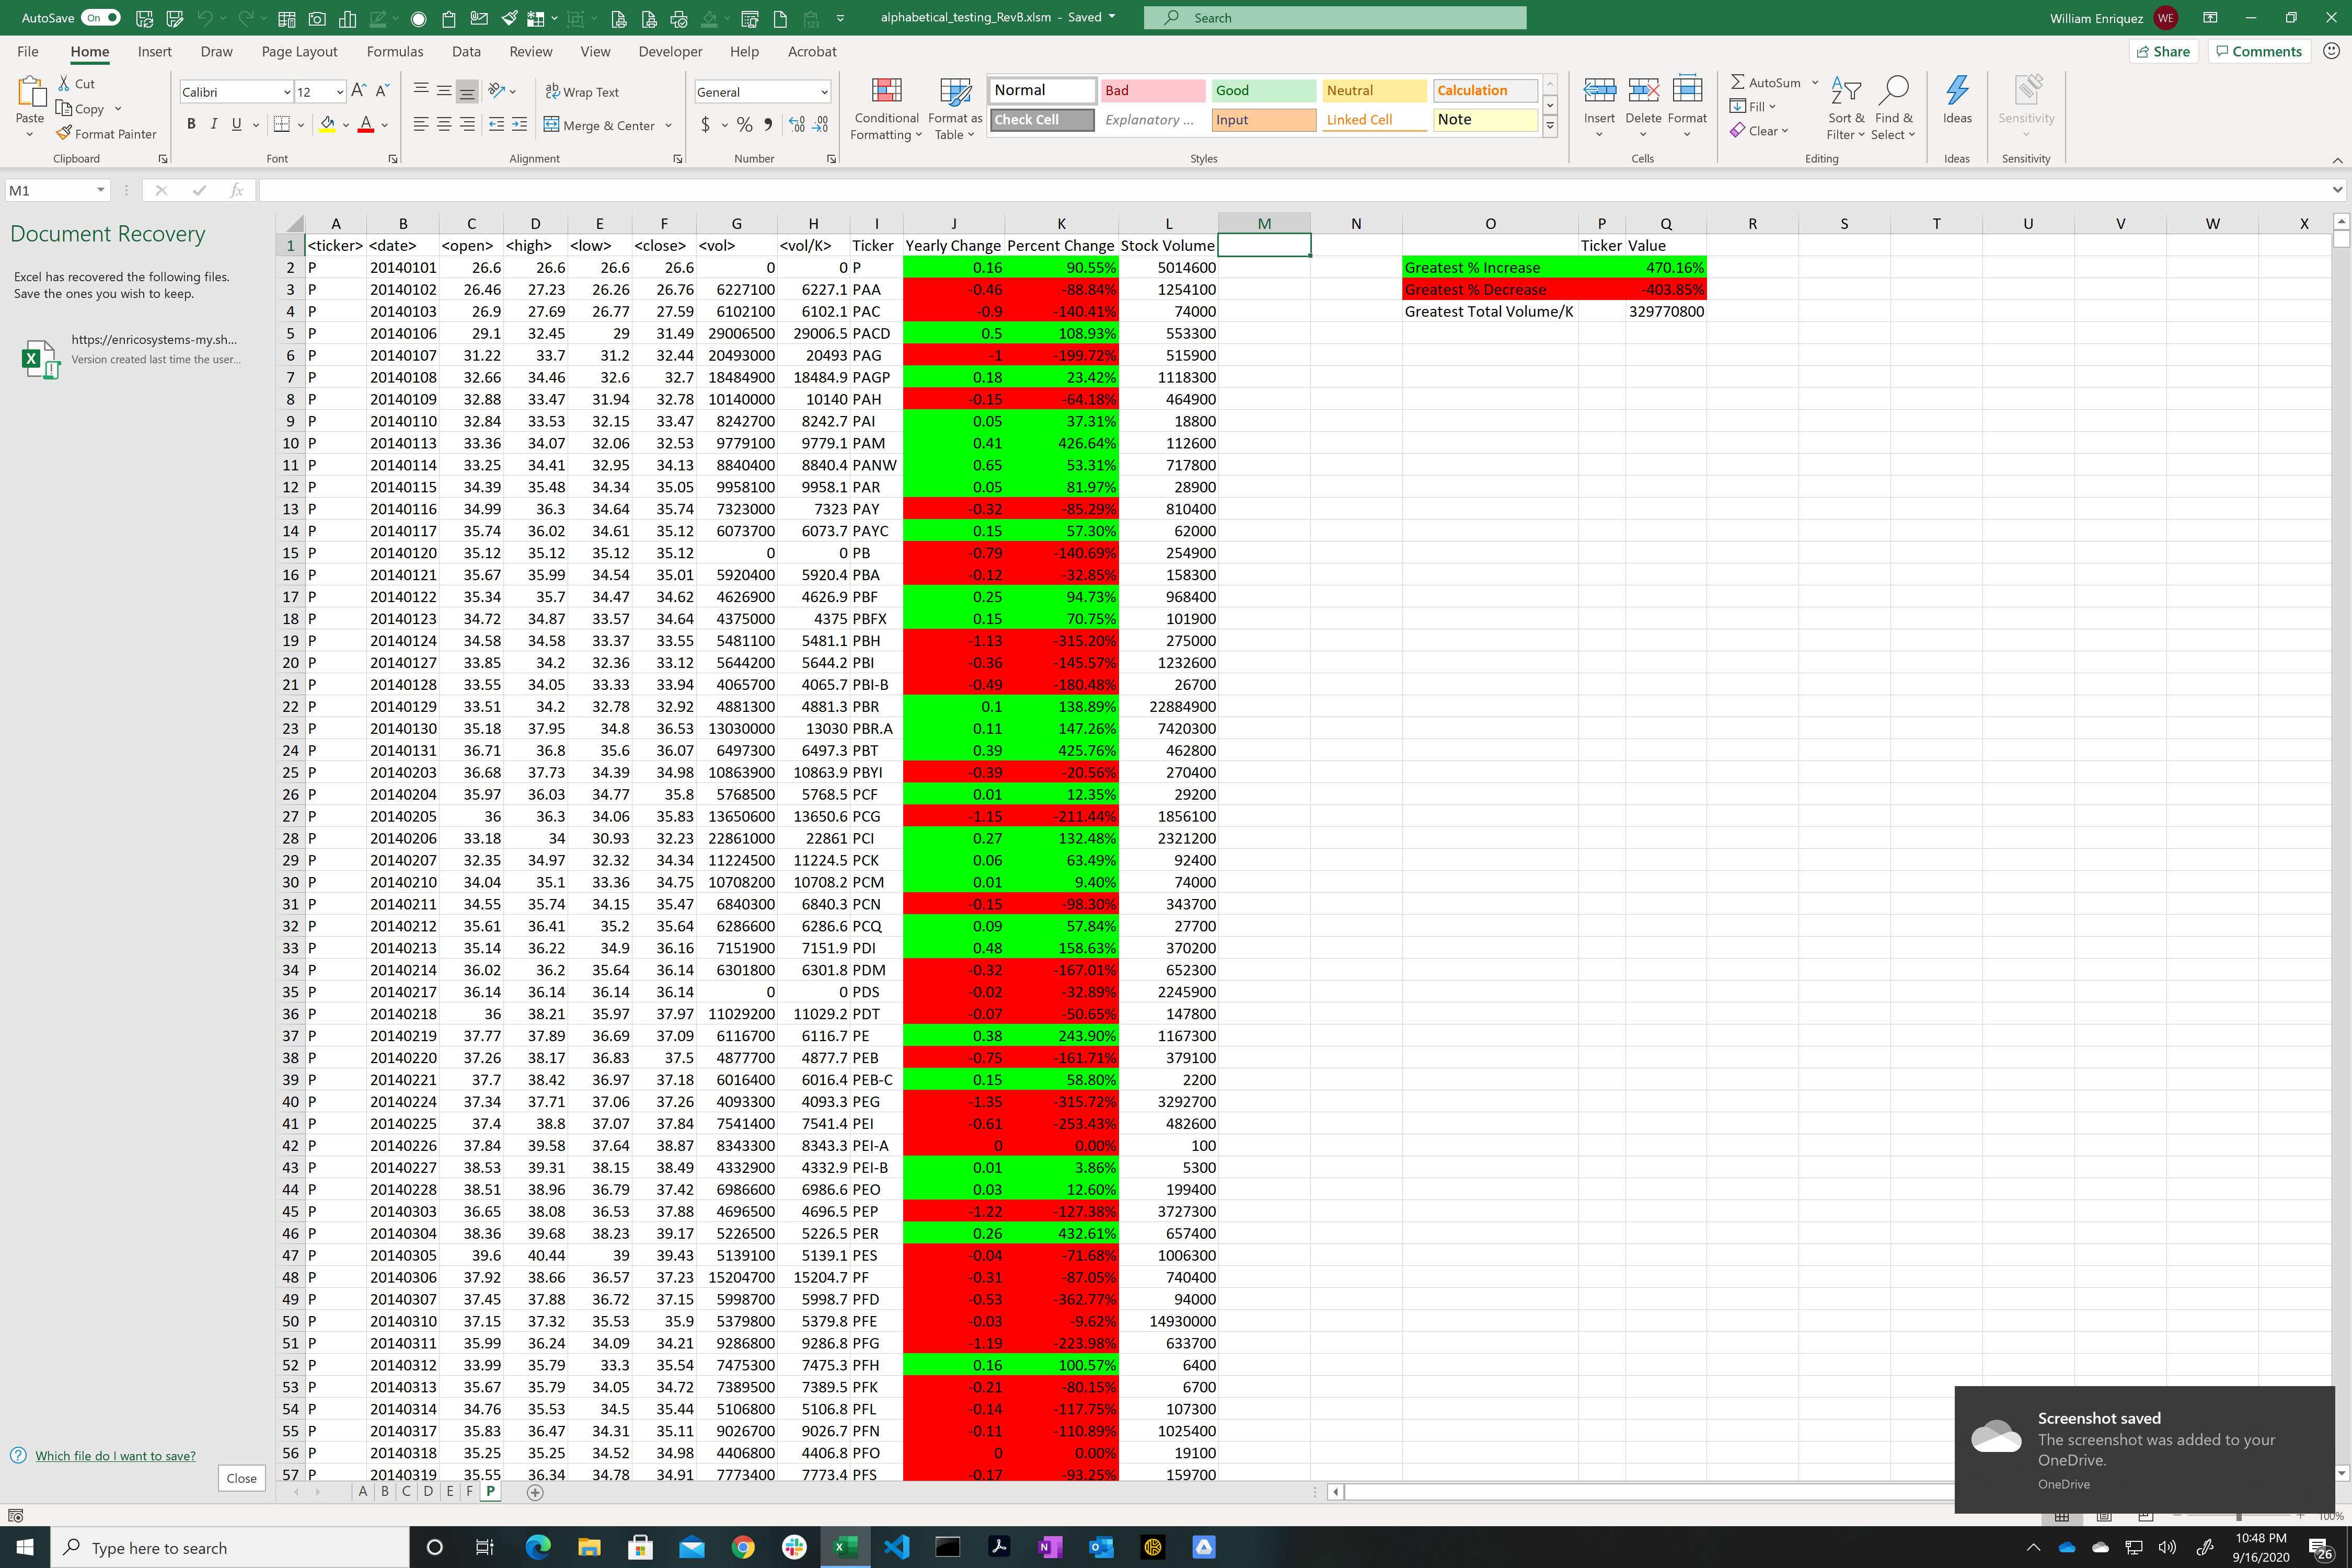 AutoSave On alphabetical_testing_RevB.xlsm - Saved Search William Enriquez WE
File Home Insert Draw Page Layout Formulas Data Review View Developer Help Acrobat Share Comments
Paste Cut Copy Format Painter Calibri 12 B I U Wrap Text Merge & Center General $ % Conditional Formatting Format as Table Normal Bad Good Neutral Calculation Check Cell Explanatory ... Input Linked Cell Note Insert Delete Format AutoSum Fill Clear Sort & Filter Find & Select Ideas Sensitivity
Clipboard Font Alignment Number Styles Cells Editing Ideas Sensitivity
M1 fx
Document Recovery
Excel has recovered the following files.
Save the ones you wish to keep.
https://enricosystems-my.sh...
Version created last time the user...
Which file do I want to save?
Close
A B C D E F G H I J K L M N O P Q R S T U V W X
1 <ticker> <date> <open> <high> <low> <close> <vol> <vol/K> Ticker Yearly Change Percent Change Stock Volume Ticker Value
2 P 20140101 26.6 26.6 26.6 26.6 0 0 P 0.16 90.55% 5014600 Greatest % Increase 470.16%
3 P 20140102 26.46 27.23 26.26 26.76 6227100 6227.1 PAA -0.46 -88.84% 1254100 Greatest % Decrease -403.85%
4 P 20140103 26.9 27.69 26.77 27.59 6102100 6102.1 PAC -0.9 -140.41% 74000 Greatest Total Volume/K 329770800
5 P 20140106 29.1 32.45 29 31.49 29006500 29006.5 PACD 0.5 108.93% 553300
6 P 20140107 31.22 33.7 31.2 32.44 20493000 20493 PAG -1 -199.72% 515900
7 P 20140108 32.66 34.46 32.6 32.7 18484900 18484.9 PAGP 0.18 23.42% 1118300
8 P 20140109 32.88 33.47 31.94 32.78 10140000 10140 PAH -0.15 -64.18% 464900
9 P 20140110 32.84 33.53 32.15 33.47 8242700 8242.7 PAI 0.05 37.31% 18800
10 P 20140113 33.36 34.07 32.06 32.53 9779100 9779.1 PAM 0.41 426.64% 112600
11 P 20140114 33.25 34.41 32.95 34.13 8840400 8840.4 PANW 0.65 53.31% 717800
12 P 20140115 34.39 35.48 34.34 35.05 9958100 9958.1 PAR 0.05 81.97% 28900
13 P 20140116 34.99 36.3 34.64 35.74 7323000 7323 PAY -0.32 -85.29% 810400
14 P 20140117 35.74 36.02 34.61 35.12 6073700 6073.7 PAYC 0.15 57.30% 62000
15 P 20140120 35.12 35.12 35.12 35.12 0 0 PB -0.79 -140.69% 254900
16 P 20140121 35.67 35.99 34.54 35.01 5920400 5920.4 PBA -0.12 -32.85% 158300
17 P 20140122 35.34 35.7 34.47 34.62 4626900 4626.9 PBF 0.25 94.73% 968400
18 P 20140123 34.72 34.87 33.57 34.64 4375000 4375 PBFX 0.15 70.75% 101900
19 P 20140124 34.58 34.58 33.37 33.55 5481100 5481.1 PBH -1.13 -315.20% 275000
20 P 20140127 33.85 34.2 32.36 33.12 5644200 5644.2 PBI -0.36 -145.57% 1232600
21 P 20140128 33.55 34.05 33.33 33.94 4065700 4065.7 PBI-B -0.49 -180.48% 26700
22 P 20140129 33.51 34.2 32.78 32.92 4881300 4881.3 PBR 0.1 138.89% 22884900
23 P 20140130 35.18 37.95 34.8 36.53 13030000 13030 PBR.A 0.11 147.26% 7420300
24 P 20140131 36.71 36.8 35.6 36.07 6497300 6497.3 PBT 0.39 425.76% 462800
25 P 20140203 36.68 37.73 34.39 34.98 10863900 10863.9 PBYI -0.39 -20.56% 270400
26 P 20140204 35.97 36.03 34.77 35.8 5768500 5768.5 PCF 0.01 12.35% 29200
27 P 20140205 36 36.3 34.06 35.83 13650600 13650.6 PCG -1.15 -211.44% 1856100
28 P 20140206 33.18 34 30.93 32.23 22861000 22861 PCI 0.27 132.48% 2321200
29 P 20140207 32.35 34.97 32.32 34.34 11224500 11224.5 PCK 0.06 63.49% 92400
30 P 20140210 34.04 35.1 33.36 34.75 10708200 10708.2 PCM 0.01 9.40% 74000
31 P 20140211 34.55 35.74 34.15 35.47 6840300 6840.3 PCN -0.15 -98.30% 343700
32 P 20140212 35.61 36.41 35.2 35.64 6286600 6286.6 PCQ 0.09 57.84% 27700
33 P 20140213 35.14 36.22 34.9 36.16 7151900 7151.9 PDI 0.48 158.63% 370200
34 P 20140214 36.02 36.2 35.64 36.14 6301800 6301.8 PDM -0.32 -167.01% 652300
35 P 20140217 36.14 36.14 36.14 36.14 0 0 PDS -0.02 -32.89% 2245900
36 P 20140218 36 38.21 35.97 37.97 11029200 11029.2 PDT -0.07 -50.65% 147800
37 P 20140219 37.77 37.89 36.69 37.09 6116700 6116.7 PE 0.38 243.90% 1167300
38 P 20140220 37.26 38.17 36.83 37.5 4877700 4877.7 PEB -0.75 -161.71% 379100
39 P 20140221 37.7 38.42 36.97 37.18 6016400 6016.4 PEB-C 0.15 58.80% 2200
40 P 20140224 37.34 37.71 37.06 37.26 4093300 4093.3 PEG -1.35 -315.72% 3292700
41 P 20140225 37.4 38.8 37.07 37.84 7541400 7541.4 PEI -0.61 -253.43% 482600
42 P 20140226 37.84 39.58 37.64 38.87 8343300 8343.3 PEI-A 0 0.00% 100
43 P 20140227 38.53 39.31 38.15 38.49 4332900 4332.9 PEI-B 0.01 3.86% 5300
44 P 20140228 38.51 38.96 36.79 37.42 6986600 6986.6 PEO 0.03 12.60% 199400
45 P 20140303 36.65 38.08 36.53 37.88 4696500 4696.5 PEP -1.22 -127.38% 3727300
46 P 20140304 38.36 39.68 38.23 39.17 5226500 5226.5 PER 0.26 432.61% 657400
47 P 20140305 39.6 40.44 39 39.43 5139100 5139.1 PES -0.04 -71.68% 1006300
48 P 20140306 37.92 38.66 36.57 37.23 15204700 15204.7 PF -0.31 -87.05% 740400
49 P 20140307 37.45 37.88 36.72 37.15 5998700 5998.7 PFD -0.53 -362.77% 94000
50 P 20140310 37.15 37.32 35.53 35.9 5379800 5379.8 PFE -0.03 -9.62% 14930000
51 P 20140311 35.99 36.24 34.09 34.21 9286800 9286.8 PFG -1.19 -223.98% 633700
52 P 20140312 33.99 35.79 33.3 35.54 7475300 7475.3 PFH 0.16 100.57% 6400
53 P 20140313 35.67 35.79 34.05 34.72 7389500 7389.5 PFK -0.21 -80.15% 6700
54 P 20140314 34.76 35.53 34.5 35.44 5106800 5106.8 PFL -0.14 -117.75% 107300
55 P 20140317 35.83 36.47 34.31 35.11 9026700 9026.7 PFN -0.11 -110.89% 1025400
56 P 20140318 35.25 35.25 34.52 34.98 4406800 4406.8 PFO 0 0.00% 19100
57 P 20140319 35.55 36.34 34.78 34.91 7773400 7773.4 PFS -0.17 -93.25% 159700
A B C D E F P
Screenshot saved
The screenshot was added to your
OneDrive.
OneDrive
100%
Type here to search
10:48 PM
9/16/2020
26